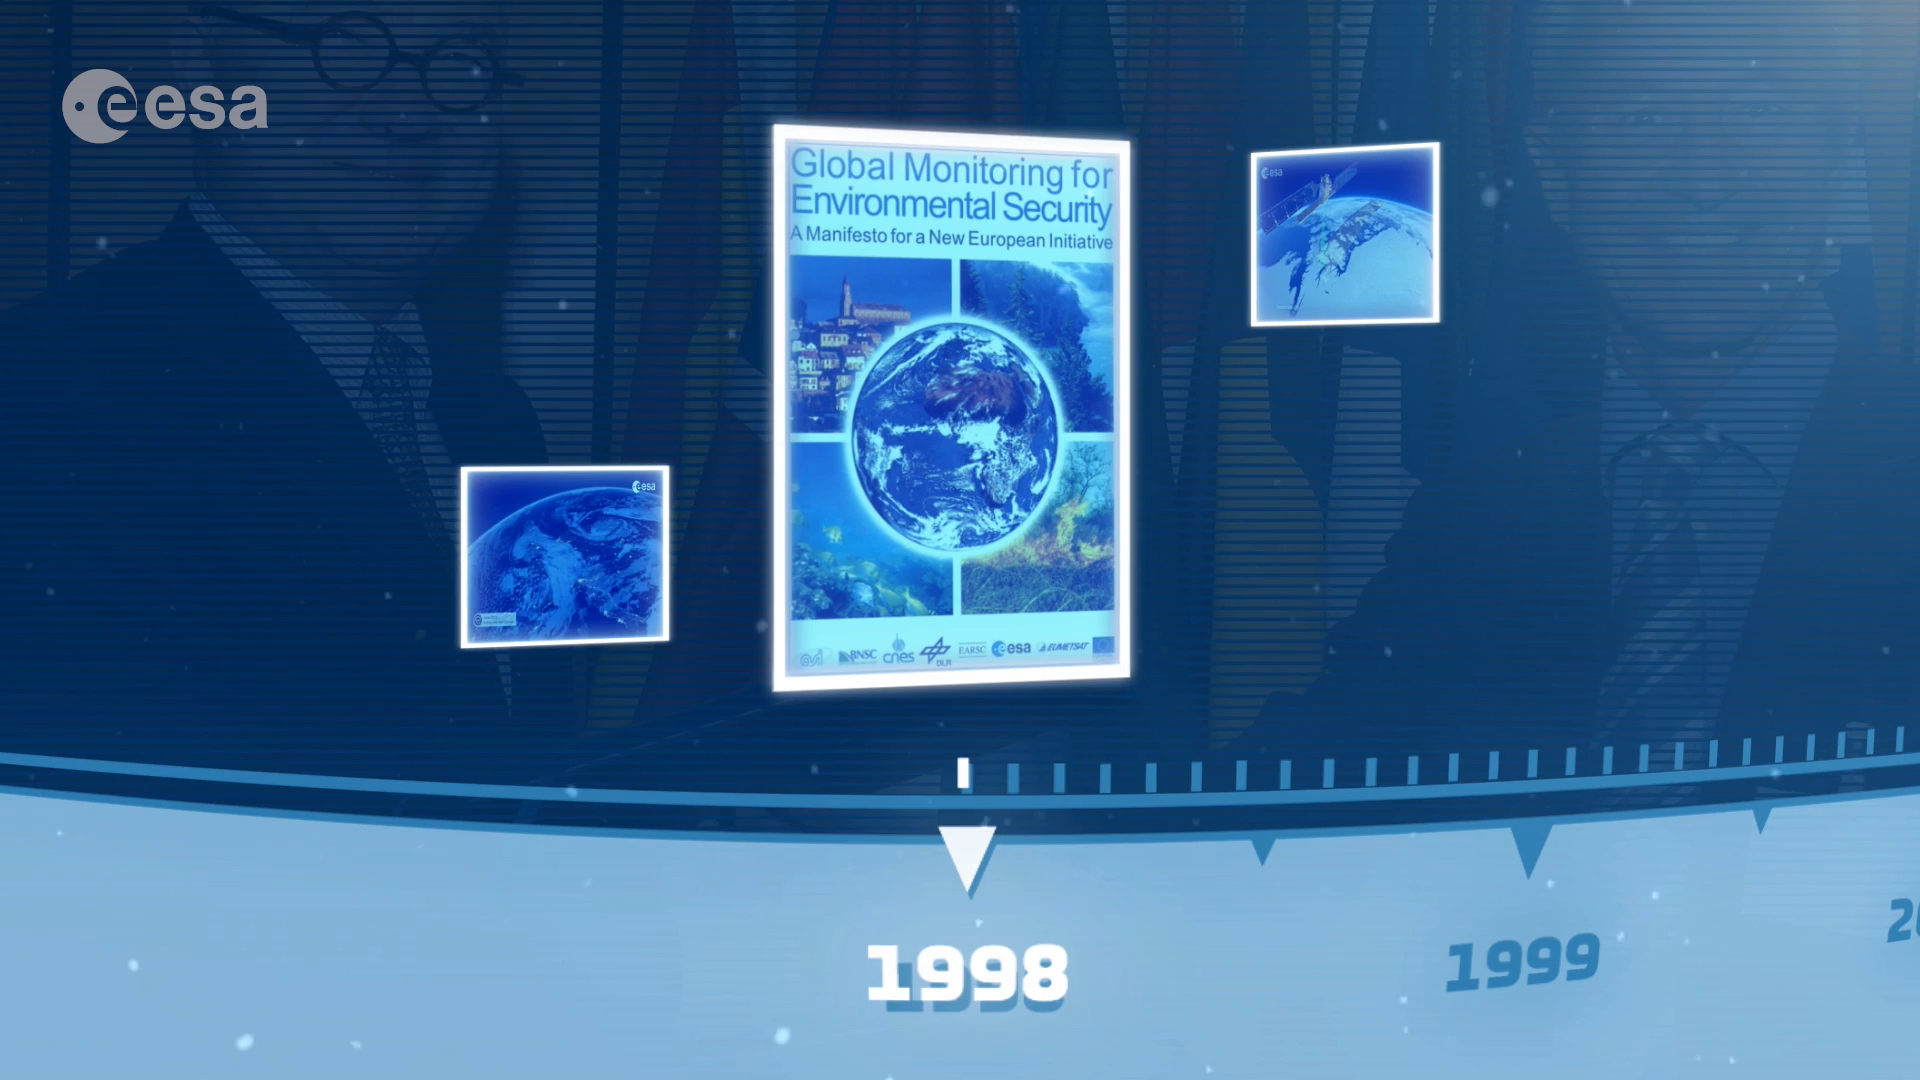 esa
Global Monitoring for
Environmental Security
A Manifesto for a New European Initiative
esa
esa
BNSC cnes DLR EARSC esa EUMETSAT
1998
1999